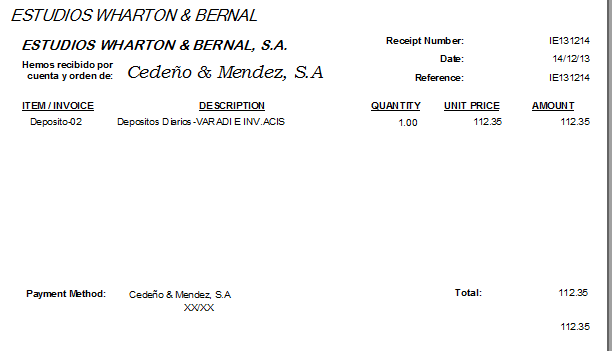 ESTUDIOS WHARTON & BERNAL
ESTUDIOS WHARTON & BERNAL, S.A.
Receipt Number: IE131214
Date: 14/12/13
Hemos recibido por
cuenta y orden de: Cedeño & Mendez, S.A
Reference: IE131214
ITEM / INVOICE DESCRIPTION QUANTITY UNIT PRICE AMOUNT
Deposito-02 Depositos Diarios -VARADI E INV.ACIS 1.00 112.35 112.35
Payment Method: Cedeño & Mendez, S.A Total: 112.35
XX/XX
112.35